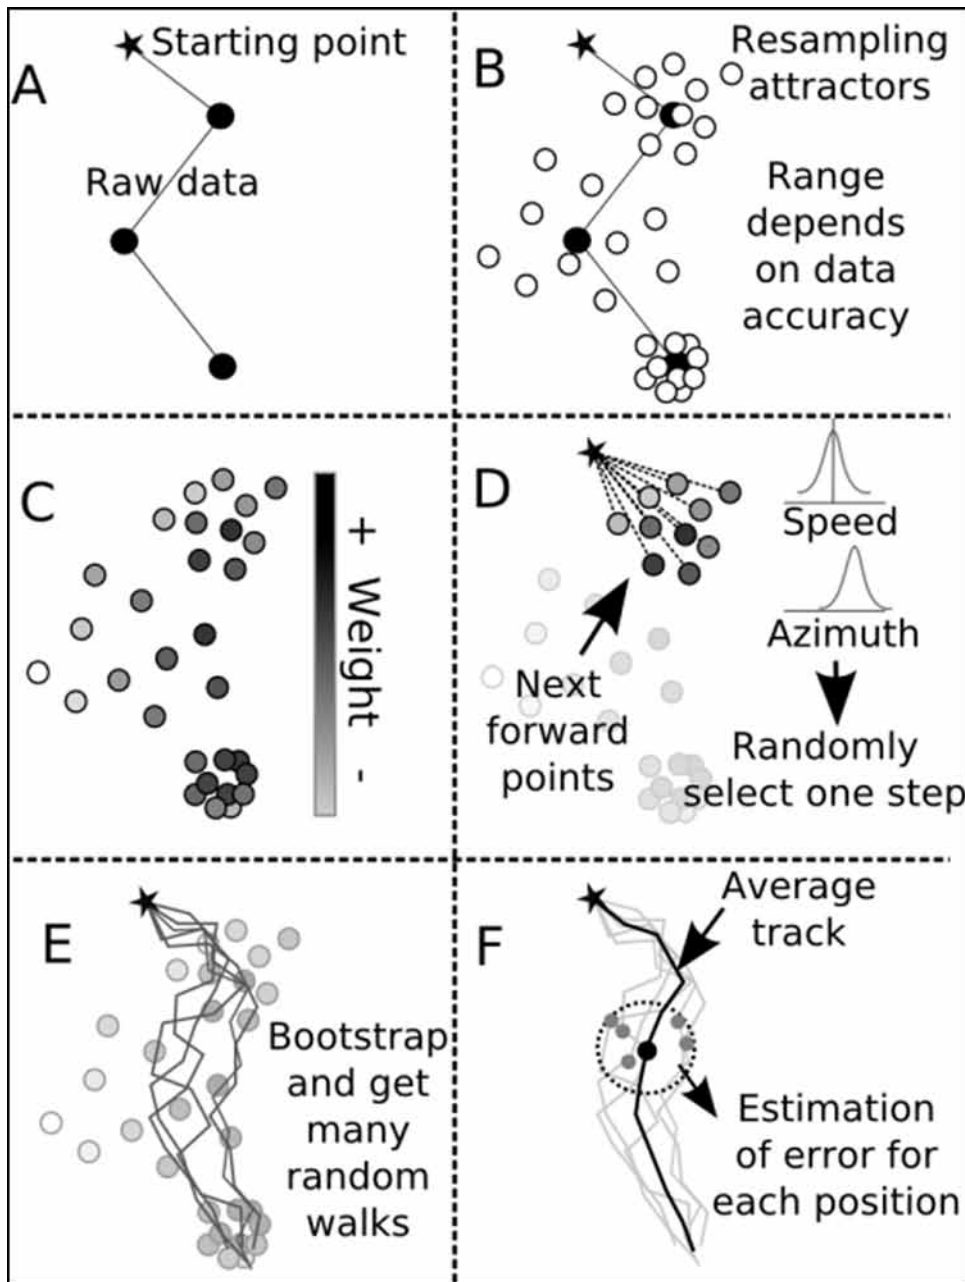 A
Starting point
Raw data
B
Resampling
attractors
Range
depends
on data
accuracy
C
+ Weight -
D
Speed
Azimuth
Next
forward
points
Randomly
select one step
E
Bootstrap
and get
many
random
walks
F
Average
track
Estimation
of error for
each position